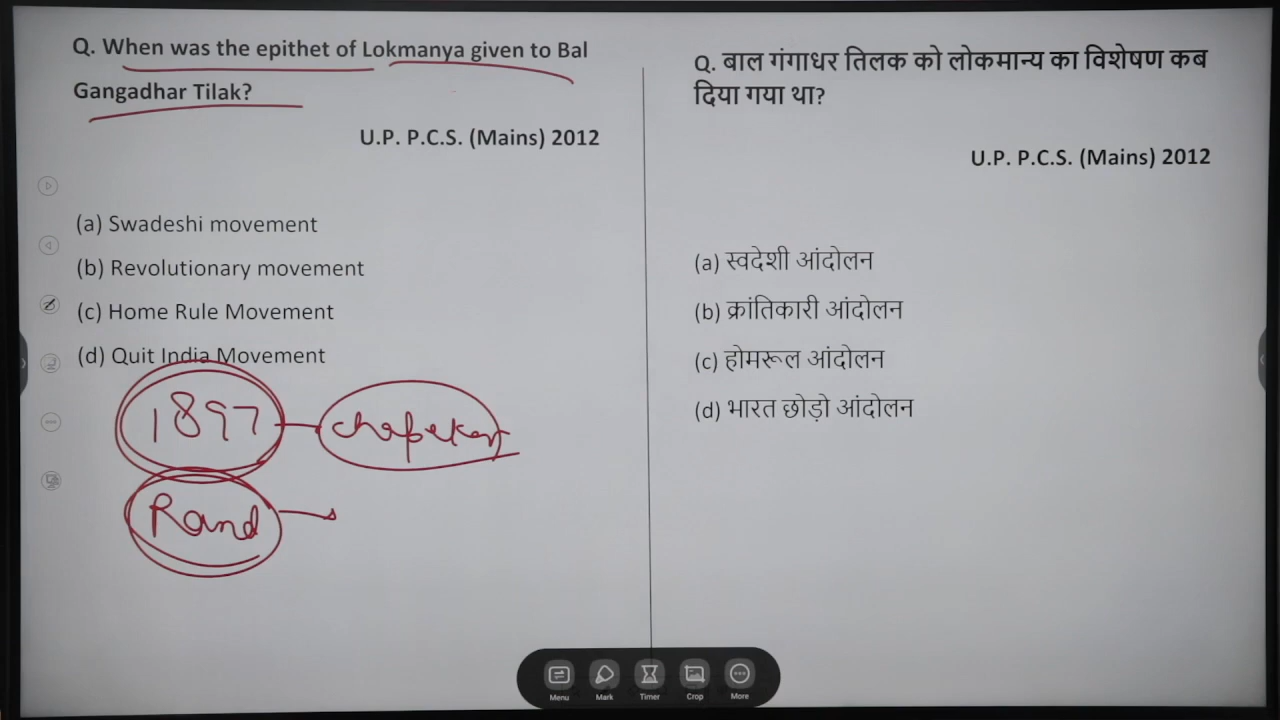 Q. When was the epithet of Lokmanya given to Bal
Gangadhar Tilak?
U.P. P.C.S. (Mains) 2012
(a) Swadeshi movement
(b) Revolutionary movement
(c) Home Rule Movement
(d) Quit India Movement
1897 - chapekar
Rand →
Q. बाल गंगाधर तिलक को लोकमान्य का विशेषण कब
दिया गया था?
U.P. P.C.S. (Mains) 2012
(a) स्वदेशी आंदोलन
(b) क्रांतिकारी आंदोलन
(c) होमरूल आंदोलन
(d) भारत छोड़ो आंदोलन
Menu Mark Timer Crop More